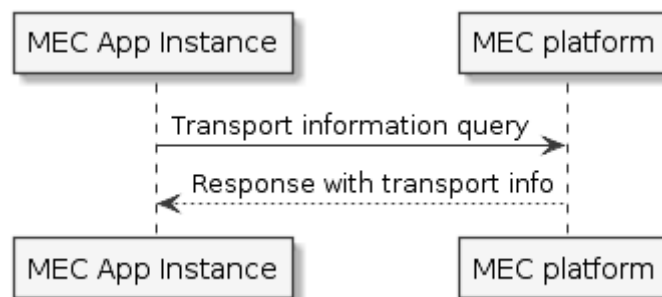 MEC App Instance
MEC platform
Transport information query
Response with transport info
MEC App Instance
MEC platform